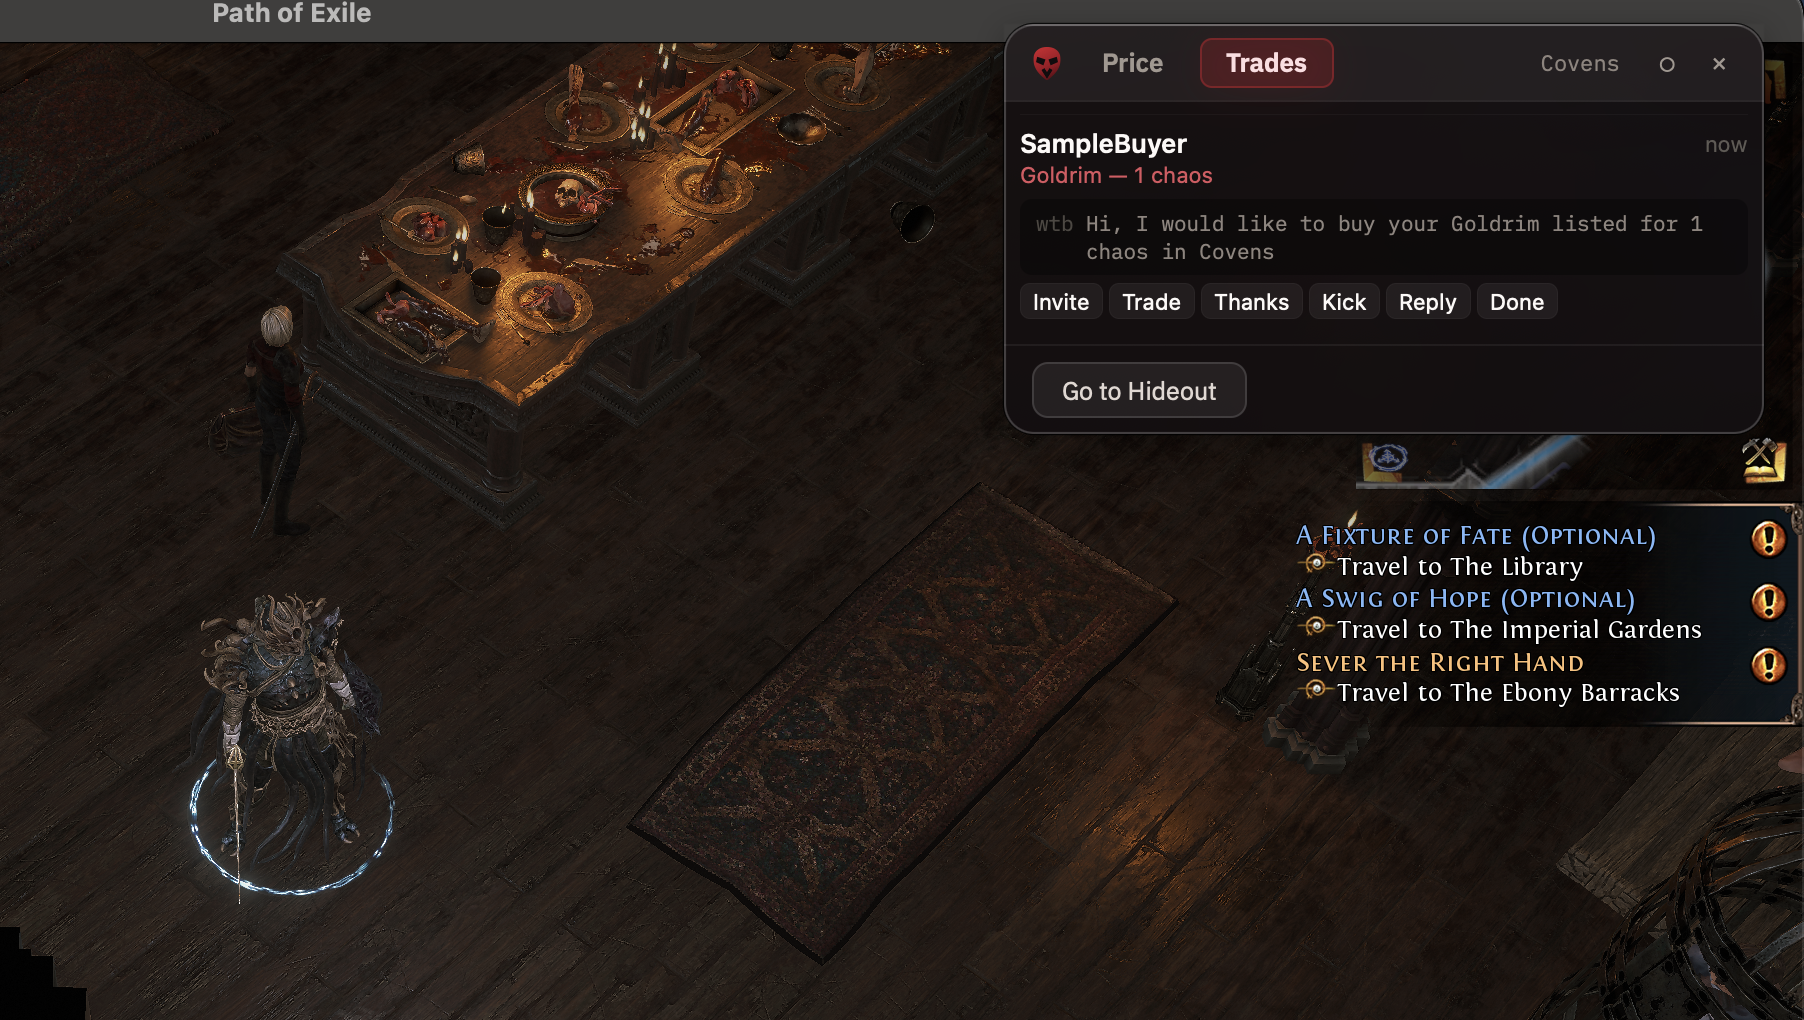 Path of Exile
Price
Trades
Covens
SampleBuyer
now
Goldrim — 1 chaos
wtb Hi, I would like to buy your Goldrim listed for 1
chaos in Covens
Invite
Trade
Thanks
Kick
Reply
Done
Go to Hideout
A Fixture of Fate (Optional)
Travel to The Library
A Swig of Hope (Optional)
Travel to The Imperial Gardens
Sever the Right Hand
Travel to The Ebony Barracks